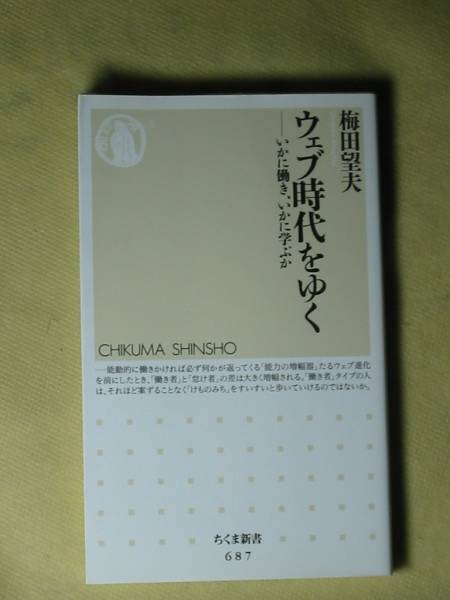 梅田望夫
ウェブ時代をゆく
──いかに働き、いかに学ぶか
CHIKUMA SHINSHO
―能動的に働きかければ必ず何かが返ってくる「能力の増幅器」たるウェブ進化
を前にしたとき、「働き者」と「怠け者」の差は大きく増幅される。「働き者」タイプの人
は、それほど案ずることなく「けものみち」をすいすいと歩いていけるのではないか。
ちくま新書
687